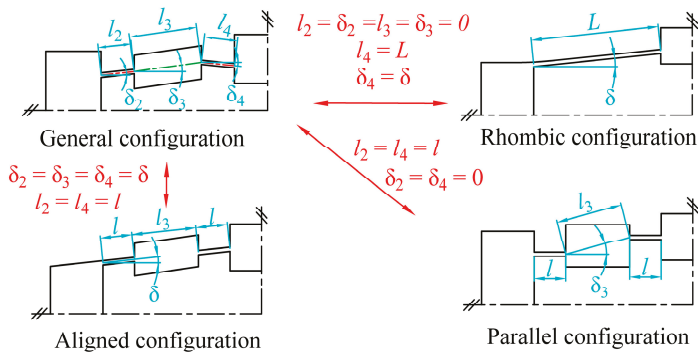 l₂
l₃
l₄
δ₂
δ₃
δ₄
General configuration
l₂ = δ₂ = l₃ = δ₃ = 0
l₄ = L
δ₄ = δ
L
δ
Rhombic configuration
δ₂ = δ₃ = δ₄ = δ
l₂ = l₄ = l
l₂ = l₄ = l
δ₂ = δ₄ = 0
l
l₃
l
δ
Aligned configuration
l₃
l
l
δ₃
Parallel configuration